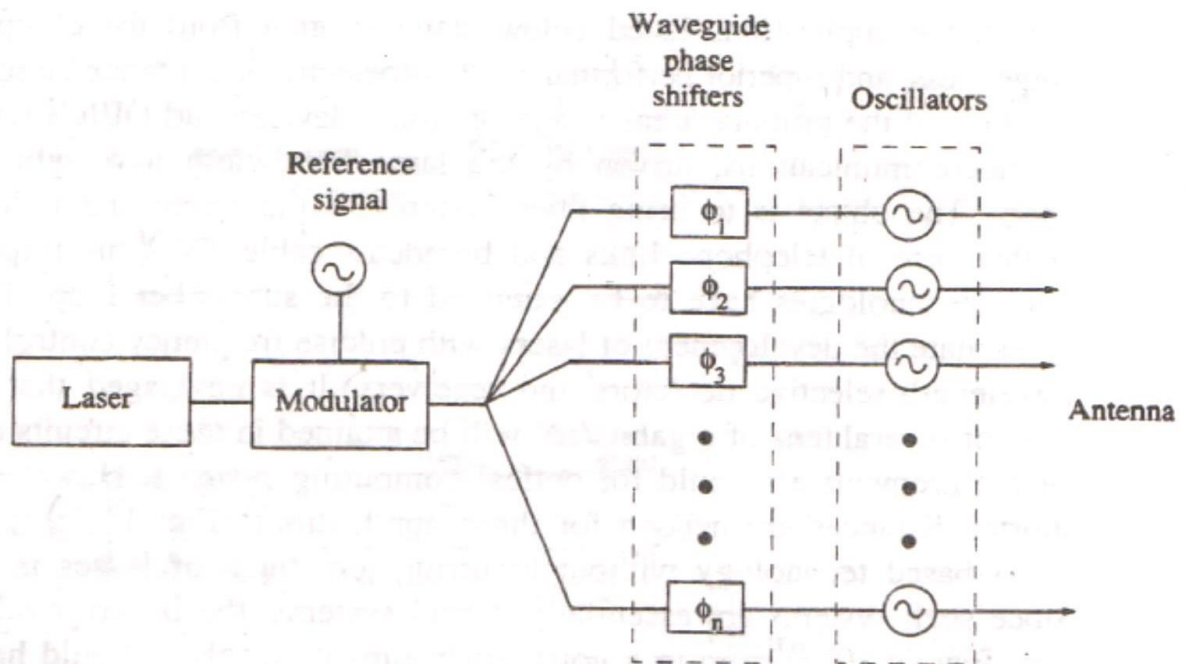 Waveguide
phase
shifters
Oscillators
Reference
signal
ϕ1
ϕ2
ϕ3
Laser
Modulator
Antenna
ϕn